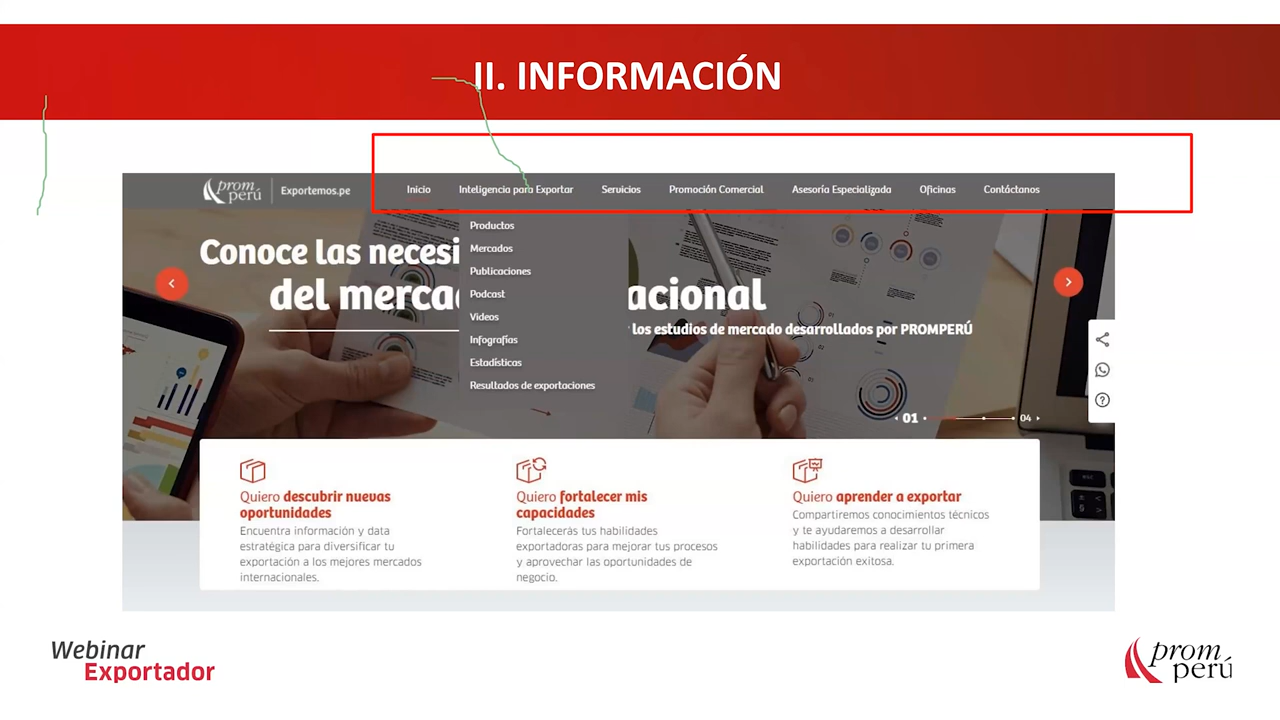 II. INFORMACIÓN
prom
perú
Exportemos.pe
Inicio
Inteligencia para Exportar
Servicios
Promoción Comercial
Asesoría Especializada
Oficinas
Contáctanos
Productos
Mercados
Publicaciones
Podcast
Videos
Infografías
Estadísticas
Resultados de exportaciones
Conoce las necesi
del merca acional
los estudios de mercado desarrollados por PROMPERÚ
01
04
Quiero descubrir nuevas
oportunidades
Encuentra información y data
estratégica para diversificar tu
exportación a los mejores mercados
internacionales.
Quiero fortalecer mis
capacidades
Fortalecerás tus habilidades
exportadoras para mejorar tus procesos
y aprovechar las oportunidades de
negocio.
Quiero aprender a exportar
Compartiremos conocimientos técnicos
y te ayudaremos a desarrollar
habilidades para realizar tu primera
exportación exitosa.
Webinar
Exportador
prom
perú